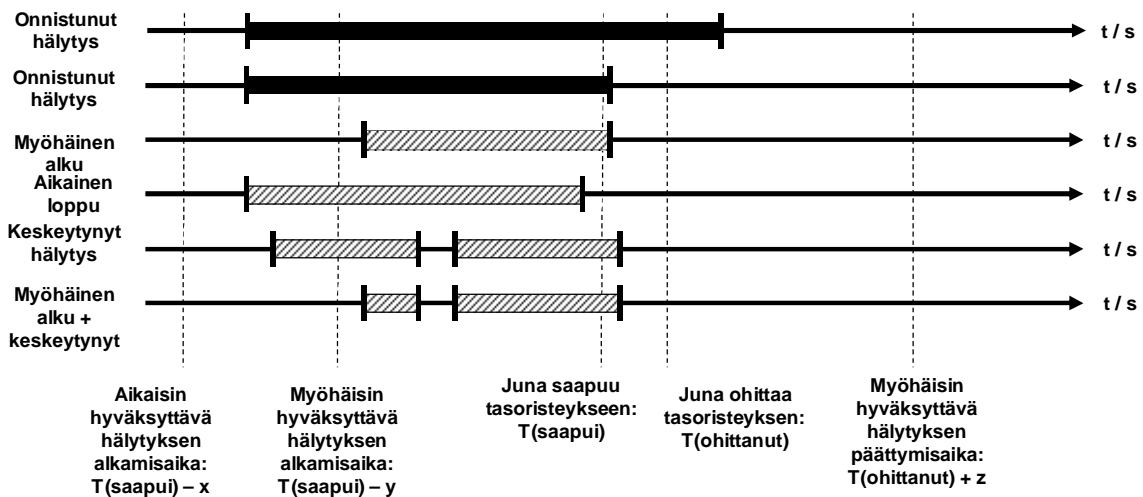 Onnistunut
hälytys
t / s
Onnistunut
hälytys
t / s
Myöhäinen
alku
t / s
Aikainen
loppu
t / s
Keskeytynyt
hälytys
t / s
Myöhäinen
alku +
keskeytynyt
t / s
Aikaisin
hyväksyttävä
hälytyksen
alkamisaika:
T(saapui) – x
Myöhäisin
hyväksyttävä
hälytyksen
alkamisaika:
T(saapui) – y
Juna saapuu
tasoristeykseen:
T(saapui)
Juna ohittaa
tasoristeyksen:
T(ohittanut)
Myöhäisin
hyväksyttävä
hälytyksen
päättymisaika:
T(ohittanut) + z